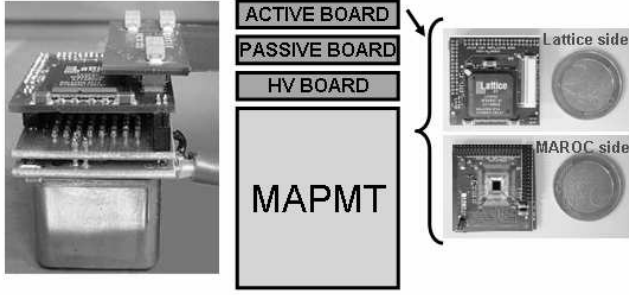 ACTIVE BOARD
PASSIVE BOARD
HV BOARD
MAPMT
Lattice side
Lattice
MAROC side